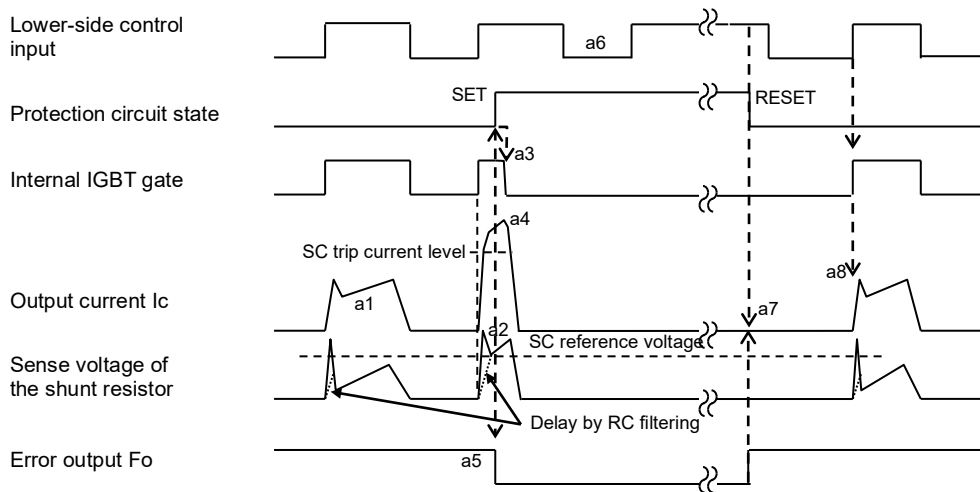 Lower-side control
input
a6
SET
RESET
Protection circuit state
a3
Internal IGBT gate
a4
SC trip current level
a8
Output current Ic
a1
a7
a2
SC reference voltage
Sense voltage of
the shunt resistor
Delay by RC filtering
Error output Fo
a5